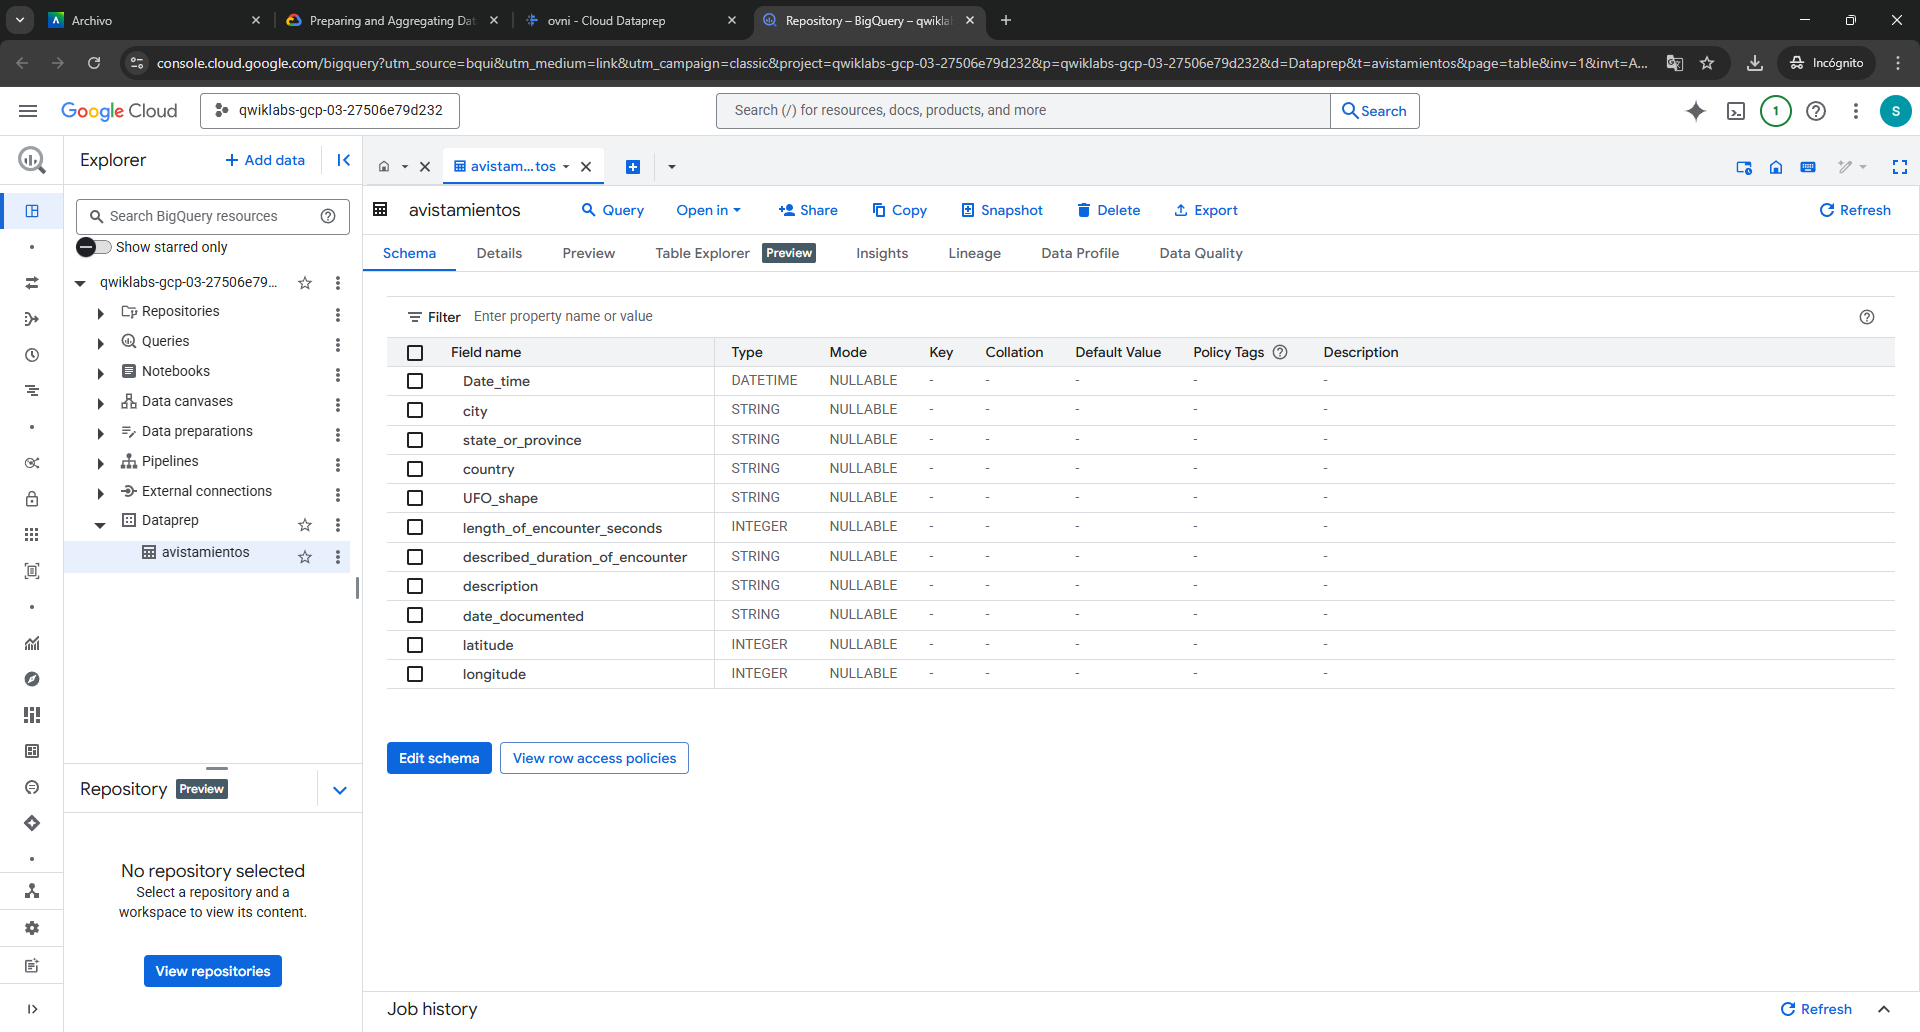 Archivo
Preparing and Aggregating Dat
ovni - Cloud Dataprep
Repository – BigQuery – qwikla
console.cloud.google.com/bigquery?utm_source=bqui&utm_medium=link&utm_campaign=classic&project=qwiklabs-gcp-03-27506e79d232&p=qwiklabs-gcp-03-27506e79d232&d=Dataprep&t=avistamientos&page=table&inv=1&invt=A...
Incógnito
Google Cloud
qwiklabs-gcp-03-27506e79d232
Search (/) for resources, docs, products, and more
Search
1
S
Explorer
Add data
Search BigQuery resources
Show starred only
qwiklabs-gcp-03-27506e79...
Repositories
Queries
Notebooks
Data canvases
Data preparations
Pipelines
External connections
Dataprep
avistamientos
Repository Preview
No repository selected
Select a repository and a
workspace to view its content.
View repositories
avistam...tos
avistamientos
Query
Open in
Share
Copy
Snapshot
Delete
Export
Refresh
Schema Details Preview Table Explorer Preview Insights Lineage Data Profile Data Quality
Filter Enter property name or value
Field name Type Mode Key Collation Default Value Policy Tags Description
Date_time DATETIME NULLABLE - - - - -
city STRING NULLABLE - - - - -
state_or_province STRING NULLABLE - - - - -
country STRING NULLABLE - - - - -
UFO_shape STRING NULLABLE - - - - -
length_of_encounter_seconds INTEGER NULLABLE - - - - -
described_duration_of_encounter STRING NULLABLE - - - - -
description STRING NULLABLE - - - - -
date_documented STRING NULLABLE - - - - -
latitude INTEGER NULLABLE - - - - -
longitude INTEGER NULLABLE - - - - -
Edit schema
View row access policies
Job history
Refresh